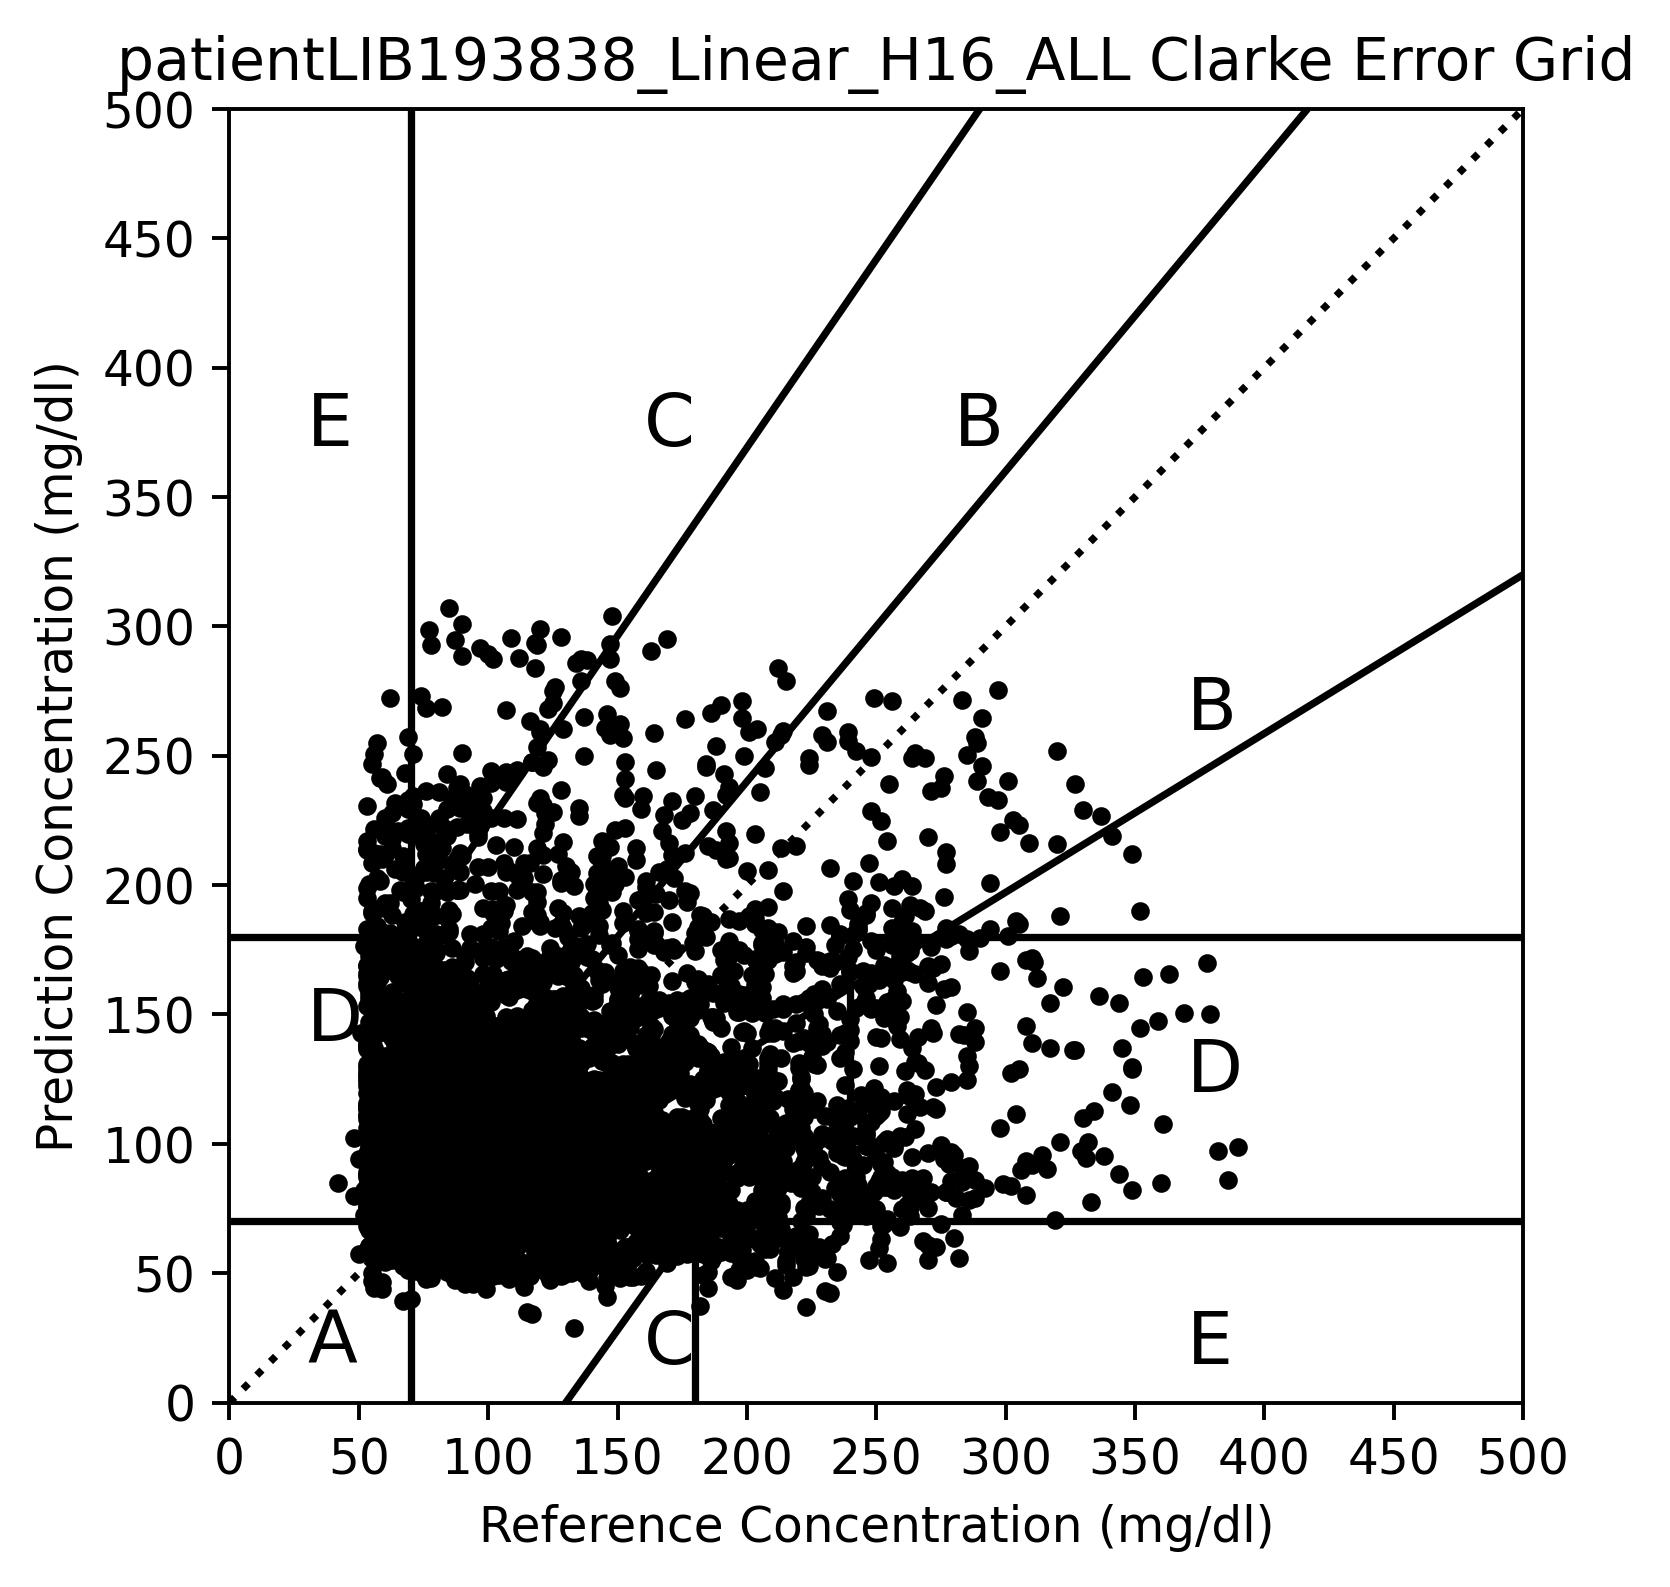 patientLIB193838_Linear_H16_ALL Clarke Error Grid
500
450
400
350
300
250
200
150
100
50
0
Prediction Concentration (mg/dl)
E
C
B
B
D
D
A
C
E
0 50 100 150 200 250 300 350 400 450 500
Reference Concentration (mg/dl)